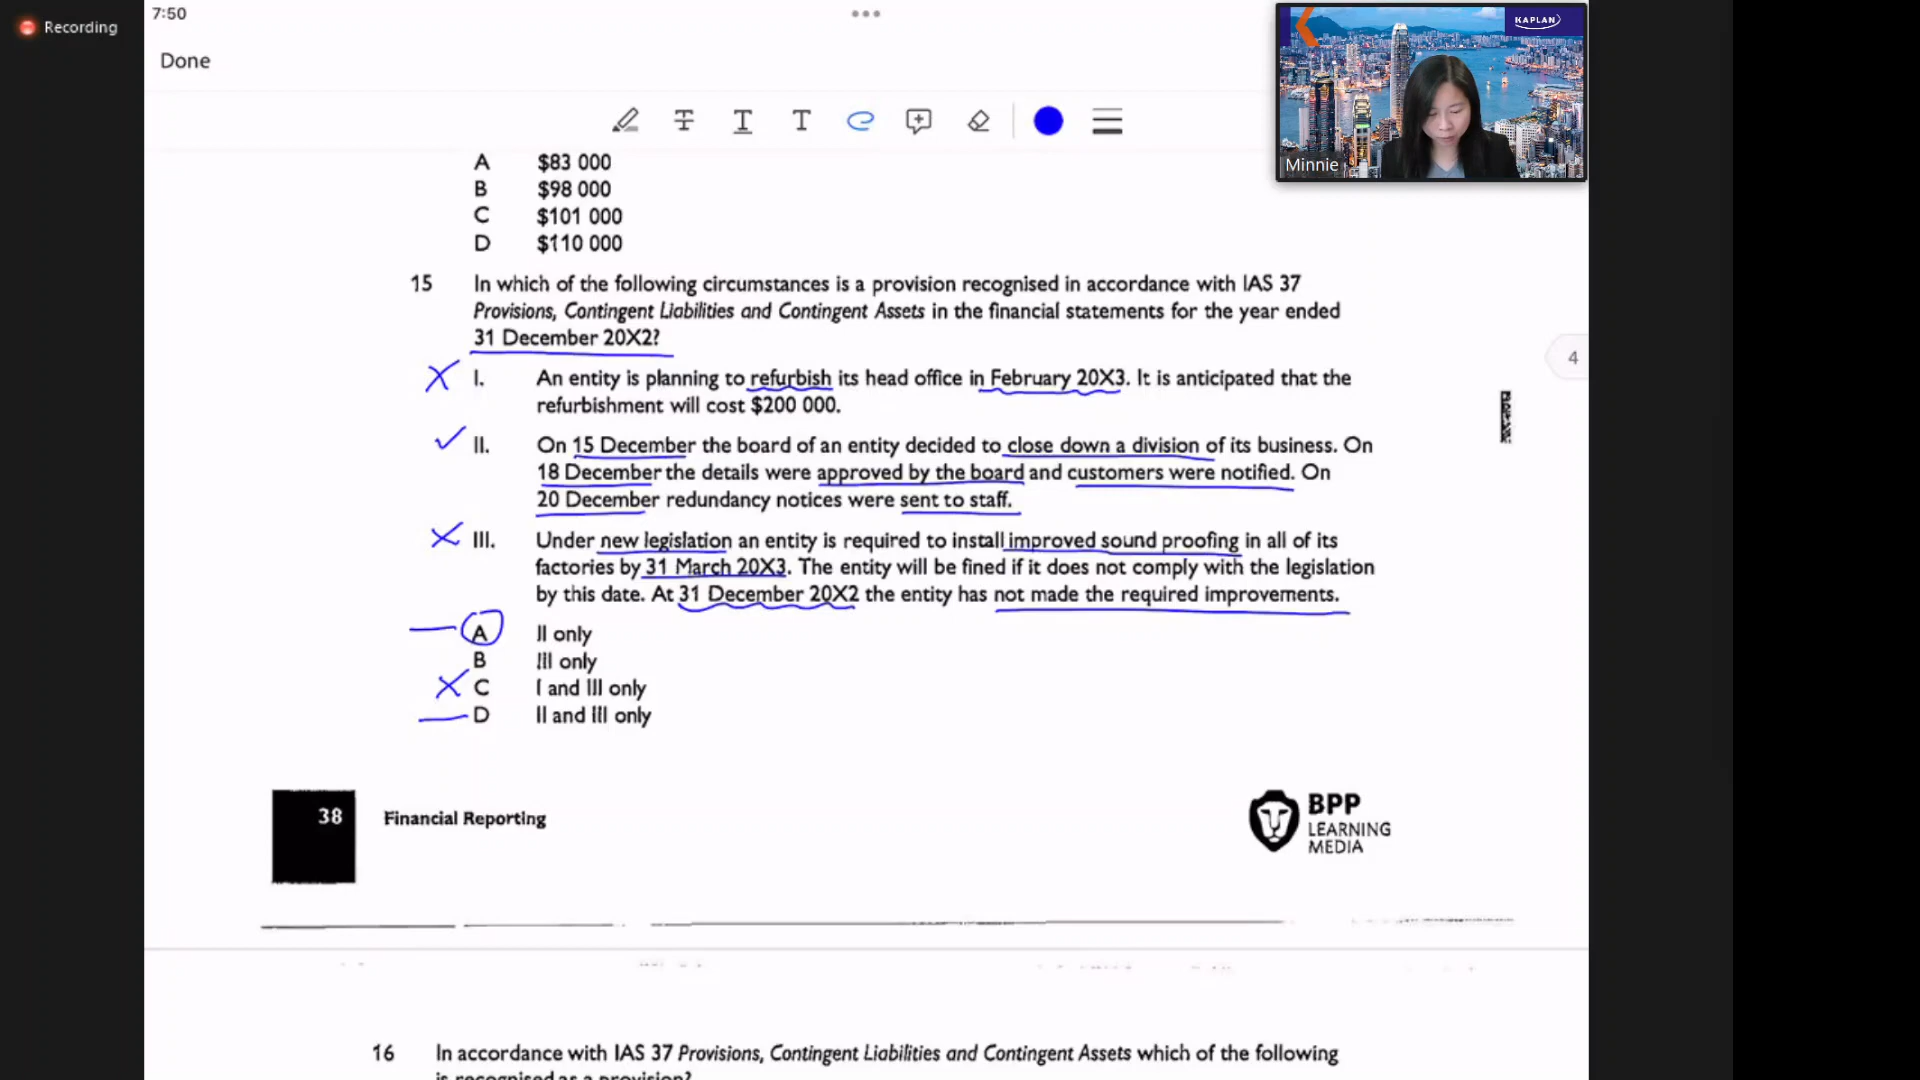 7:50
Recording
KAPLAN
Done
Minnie
A $83 000
B $98 000
C $101 000
D $110 000
15 In which of the following circumstances is a provision recognised in accordance with IAS 37
Provisions, Contingent Liabilities and Contingent Assets in the financial statements for the year ended
31 December 20X2?
4
I. An entity is planning to refurbish its head office in February 20X3. It is anticipated that the
refurbishment will cost $200 000.
II. On 15 December the board of an entity decided to close down a division of its business. On
18 December the details were approved by the board and customers were notified. On
20 December redundancy notices were sent to staff.
III. Under new legislation an entity is required to install improved sound proofing in all of its
factories by 31 March 20X3. The entity will be fined if it does not comply with the legislation
by this date. At 31 December 20X2 the entity has not made the required improvements.
A II only
B III only
C I and III only
D II and III only
38 Financial Reporting
BPP
LEARNING
MEDIA
16 In accordance with IAS 37 Provisions, Contingent Liabilities and Contingent Assets which of the following
is recognised as a provision?